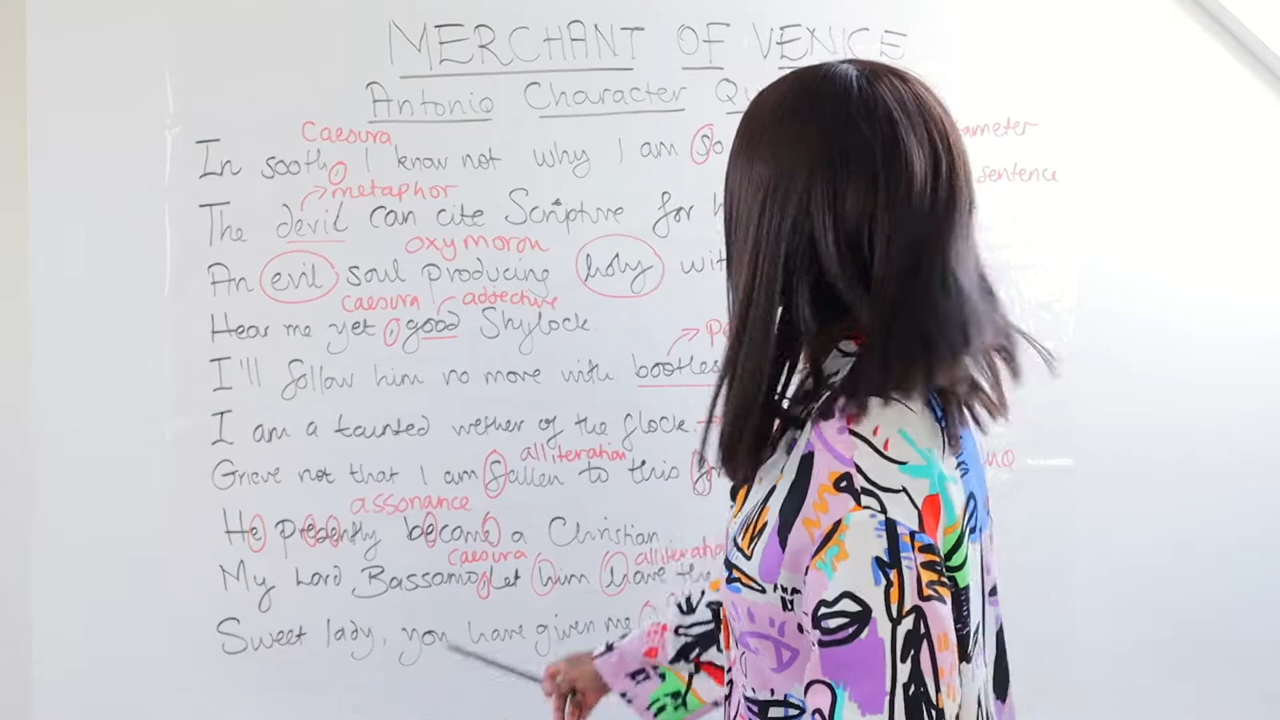 MERCHANT OF VENICE
Antonio Character
Caesura
In sooth, I know not why I am so
metaphor
sentence
The devil can cite Scripture for
oxymoron
An evil soul producing holy
caesura adjective
Hear me yet, good Shylock.
I'll follow him no more with bootles
I am a tainted wether of the flock.
alliteration
Grieve not that I am fallen to this
assonance
He presently become a Christian
caesura alliteration
My Lord Bassanio, let him have
Sweet lady, you have given me